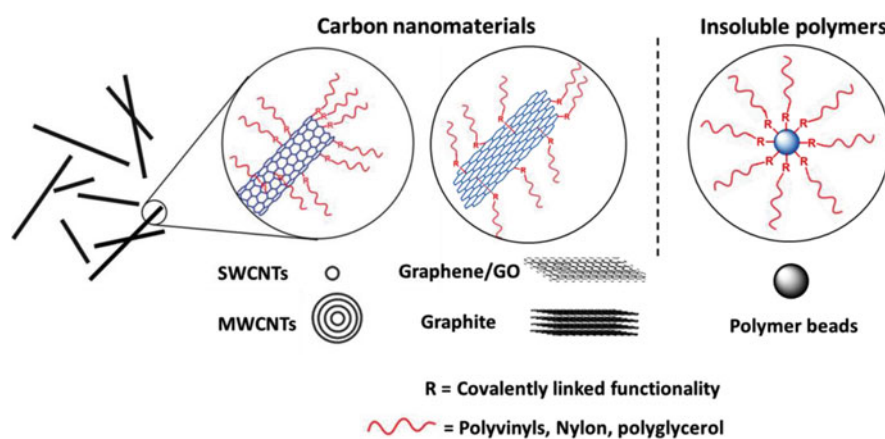 Carbon nanomaterials
Insoluble polymers
R R R R R R R R
R R R R R R R
R R R R R R R R
SWCNTs
Graphene/GO
MWCNTs
Graphite
Polymer beads
R = Covalently linked functionality
= Polyvinyls, Nylon, polyglycerol